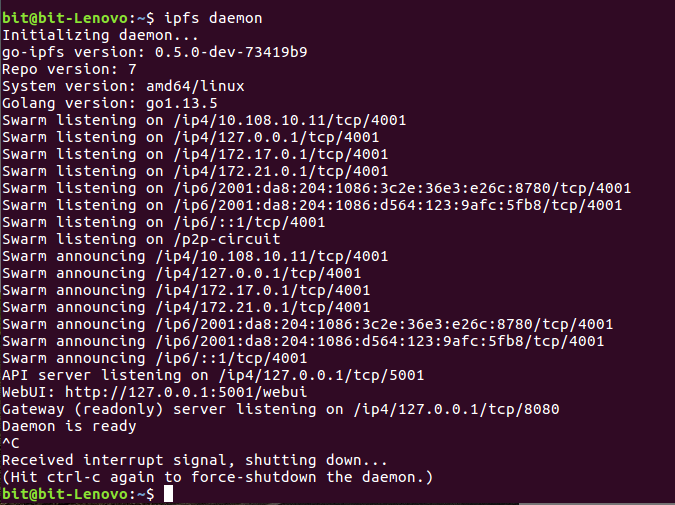 bit@bit-Lenovo:~$ ipfs daemon
Initializing daemon...
go-ipfs version: 0.5.0-dev-73419b9
Repo version: 7
System version: amd64/linux
Golang version: go1.13.5
Swarm listening on /ip4/10.108.10.11/tcp/4001
Swarm listening on /ip4/127.0.0.1/tcp/4001
Swarm listening on /ip4/172.17.0.1/tcp/4001
Swarm listening on /ip4/172.21.0.1/tcp/4001
Swarm listening on /ip6/2001:da8:204:1086:3c2e:36e3:e26c:8780/tcp/4001
Swarm listening on /ip6/2001:da8:204:1086:d564:123:9afc:5fb8/tcp/4001
Swarm listening on /ip6/::1/tcp/4001
Swarm listening on /p2p-circuit
Swarm announcing /ip4/10.108.10.11/tcp/4001
Swarm announcing /ip4/127.0.0.1/tcp/4001
Swarm announcing /ip4/172.17.0.1/tcp/4001
Swarm announcing /ip4/172.21.0.1/tcp/4001
Swarm announcing /ip6/2001:da8:204:1086:3c2e:36e3:e26c:8780/tcp/4001
Swarm announcing /ip6/2001:da8:204:1086:d564:123:9afc:5fb8/tcp/4001
Swarm announcing /ip6/::1/tcp/4001
API server listening on /ip4/127.0.0.1/tcp/5001
WebUI: http://127.0.0.1:5001/webui
Gateway (readonly) server listening on /ip4/127.0.0.1/tcp/8080
Daemon is ready
^C
Received interrupt signal, shutting down...
(Hit ctrl-c again to force-shutdown the daemon.)
bit@bit-Lenovo:~$